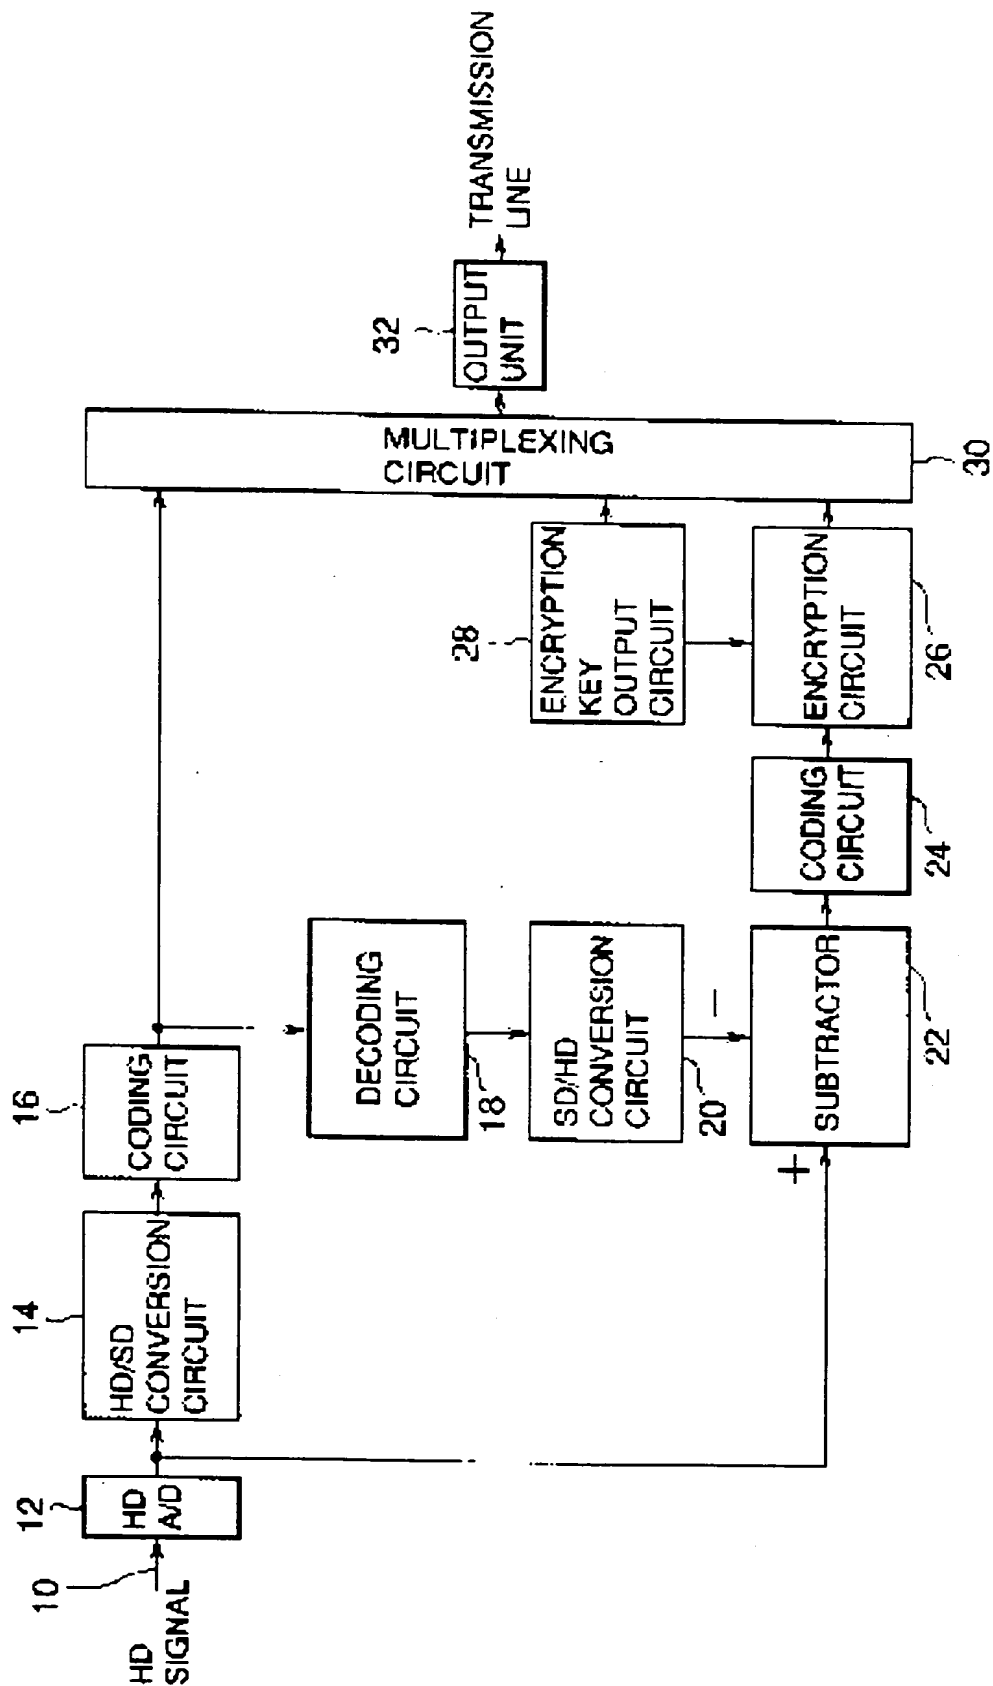 HD
SIGNAL
10
12
HD
A/D
14
HD/SD
CONVERSION
CIRCUIT
16
CODING
CIRCUIT
DECODING
CIRCUIT
18
SD/HD
CONVERSION
CIRCUIT
20
−
+
SUBTRACTOR
22
CODING
CIRCUIT
24
ENCRYPTION
CIRCUIT
26
28
ENCRYPTION
KEY
OUTPUT
CIRCUIT
MULTIPLEXING
CIRCUIT
30
32
OUTPUT
UNIT
TRANSMISSION
LINE